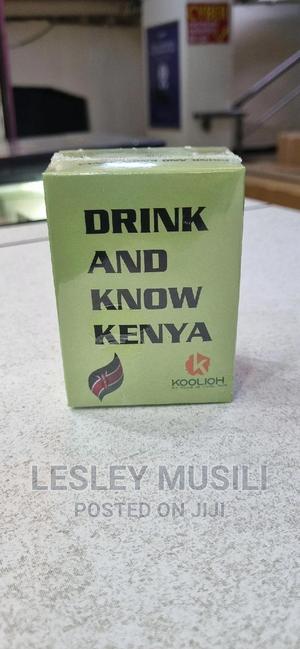 DRINK
AND
KNOW
KENYA
KOOLIOH
LESLEY MUSILI
POSTED ON JIJI